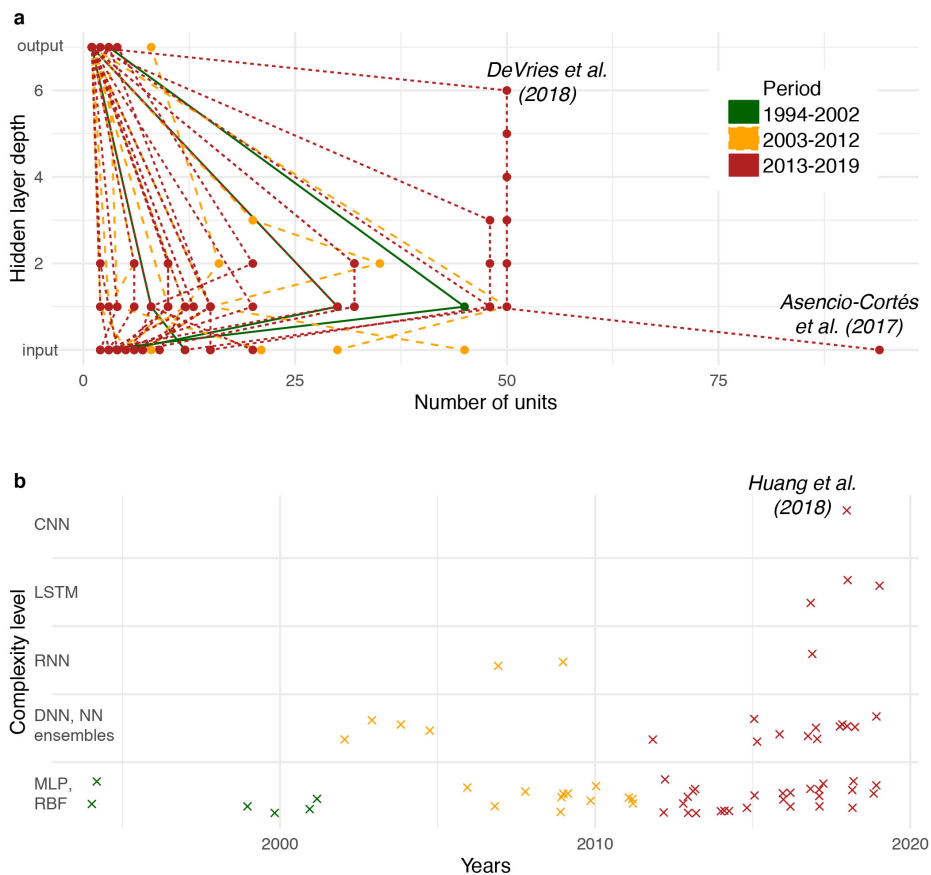 a
output
6
4
2
input
Hidden layer depth
DeVries et al.
(2018)
Period
1994-2002
2003-2012
2013-2019
Asencio-Cortés
et al. (2017)
0
25
50
75
Number of units
b
Huang et al.
(2018)
CNN
LSTM
RNN
DNN, NN
ensembles
MLP,
RBF
Complexity level
2000
2010
2020
Years